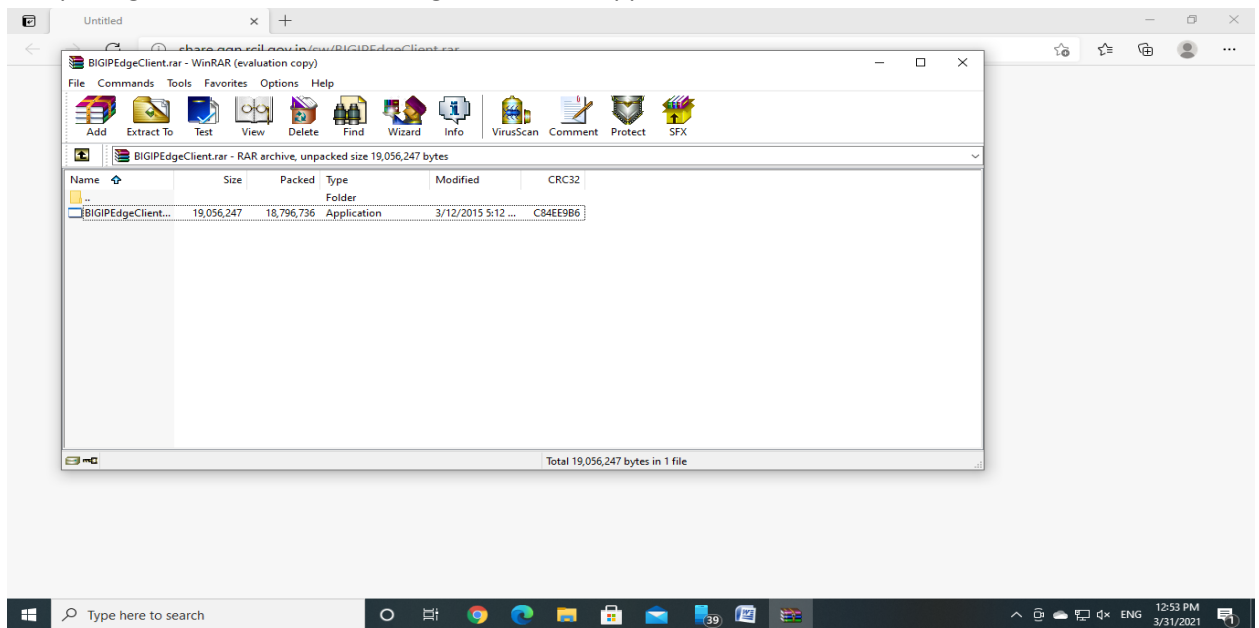 Untitled
share.ggn.rcil.gov.in/sw/BIGIPEdgeClient.rar
BIGIPEdgeClient.rar - WinRAR (evaluation copy)
File Commands Tools Favorites Options Help
Add Extract To Test View Delete Find Wizard Info VirusScan Comment Protect SFX
BIGIPEdgeClient.rar - RAR archive, unpacked size 19,056,247 bytes
Name Size Packed Type Modified CRC32
.. Folder
BIGIPEdgeClient... 19,056,247 18,796,736 Application 3/12/2015 5:12 ... C84EE9B6
Total 19,056,247 bytes in 1 file
Type here to search
39
ENG
12:53 PM
3/31/2021
1